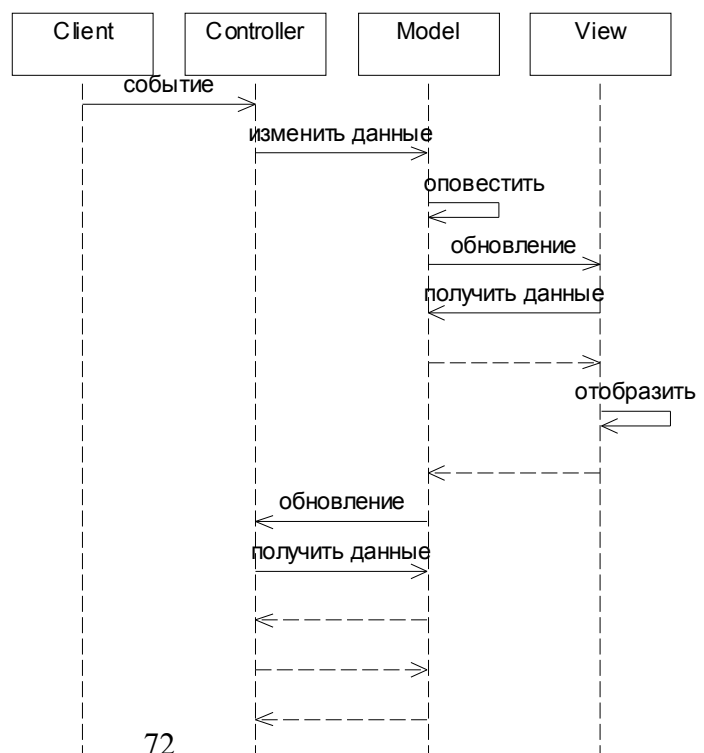 Client
Controller
Model
View
событие
изменить данные
оповестить
обновление
получить данные
отобразить
обновление
получить данные
72